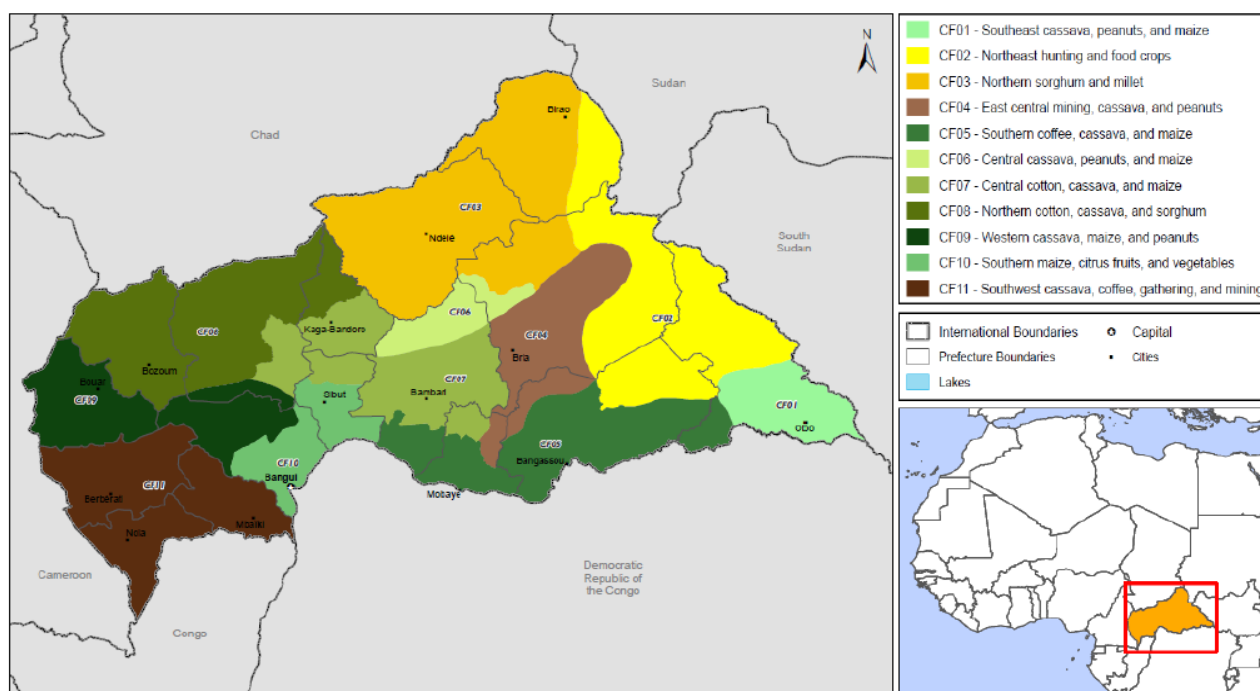 N
Sudan
Chad
Birao
CF03
Ndele
South
Sudan
CF06
CF08
Kaga-Bandoro
CF04
CF02
Bria
Bozoum
Bouar
CF09
Sibut
CF07
Bambari
CF01
Obo
CF05
CF10
Bangassou
Bangui
Mobaye
CF11
Berberati
Mbaiki
Nola
Cameroon
Democratic
Republic of
the Congo
Congo
CF01 - Southeast cassava, peanuts, and maize
CF02 - Northeast hunting and food crops
CF03 - Northern sorghum and millet
CF04 - East central mining, cassava, and peanuts
CF05 - Southern coffee, cassava, and maize
CF06 - Central cassava, peanuts, and maize
CF07 - Central cotton, cassava, and maize
CF08 - Northern cotton, cassava, and sorghum
CF09 - Western cassava, maize, and peanuts
CF10 - Southern maize, citrus fruits, and vegetables
CF11 - Southwest cassava, coffee, gathering, and mining
International Boundaries
Capital
Prefecture Boundaries
Cities
Lakes